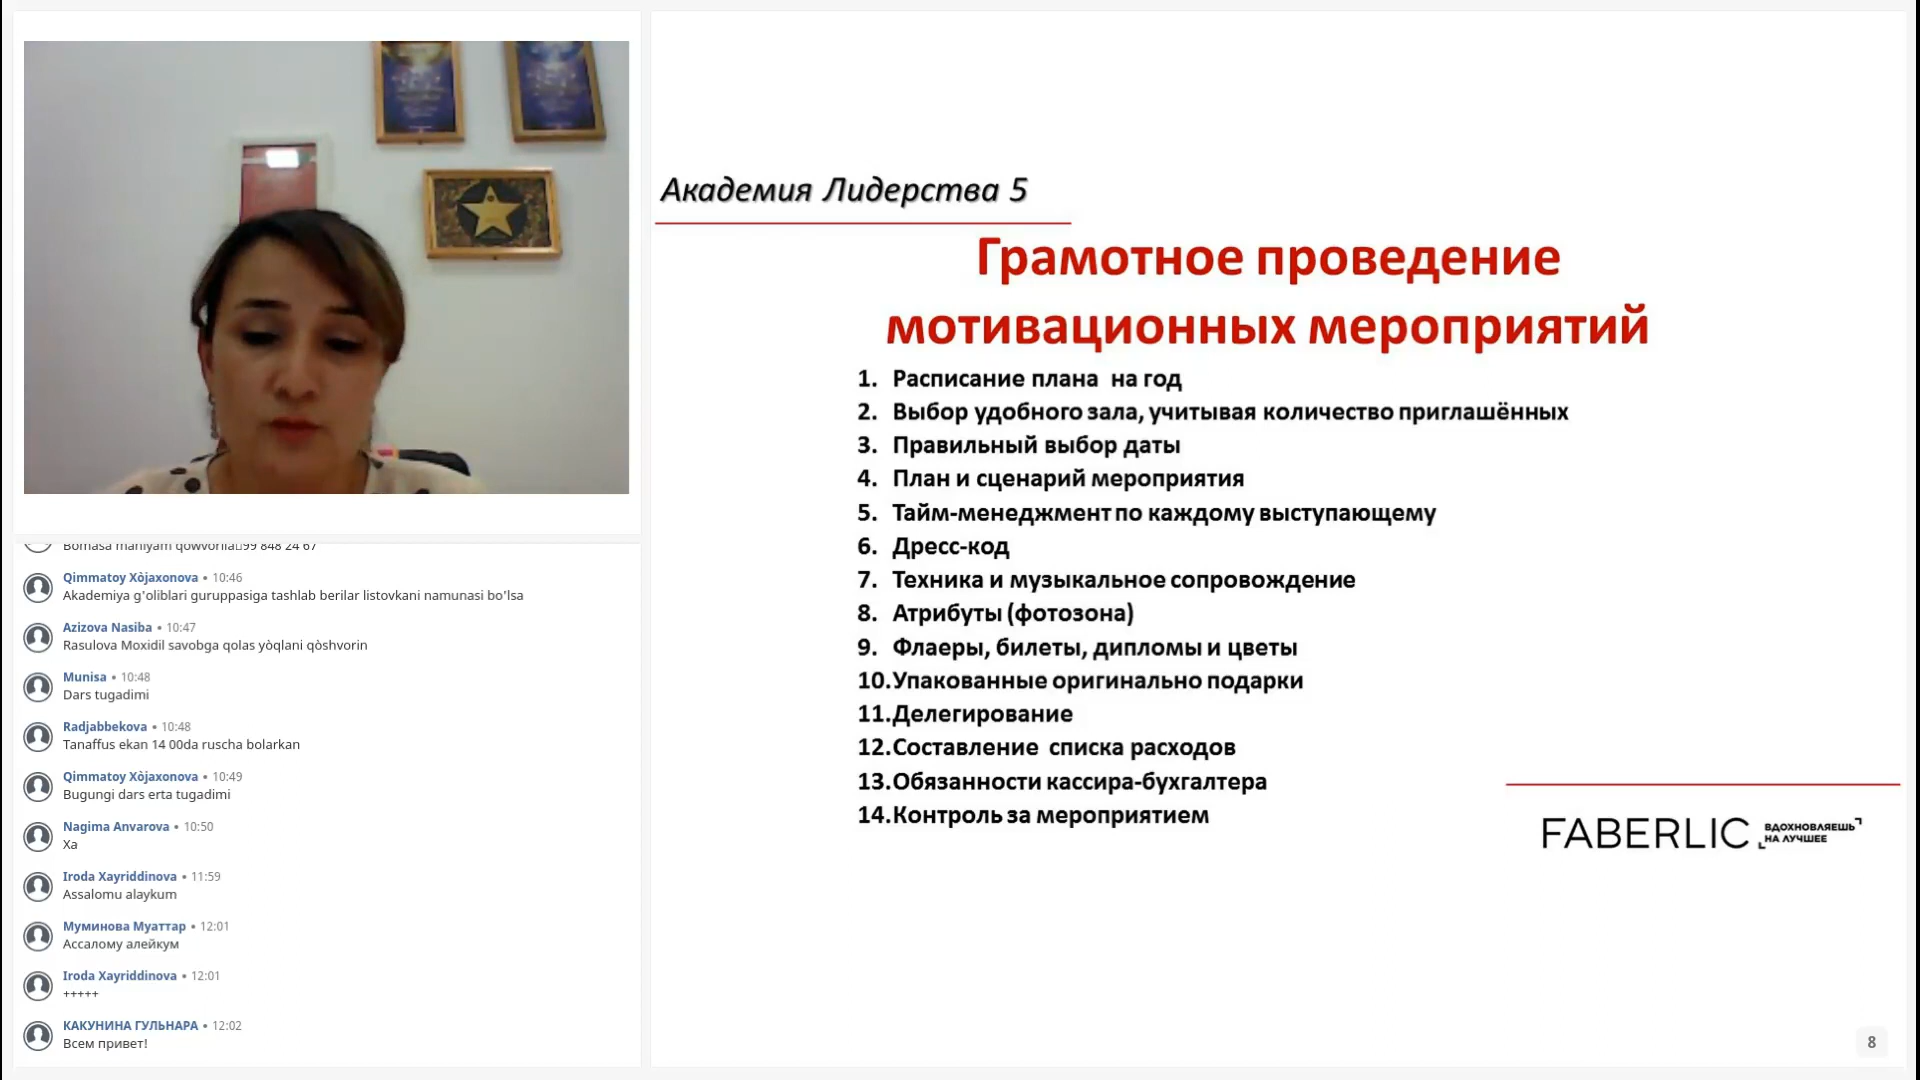 Академия Лидерства 5
Грамотное проведение
мотивационных мероприятий
1. Расписание плана на год
2. Выбор удобного зала, учитывая количество приглашённых
3. Правильный выбор даты
4. План и сценарий мероприятия
5. Тайм-менеджмент по каждому выступающему
6. Дресс-код
7. Техника и музыкальное сопровождение
8. Атрибуты (фотозона)
9. Флаеры, билеты, дипломы и цветы
10.Упакованные оригинально подарки
11.Делегирование
12.Составление списка расходов
13.Обязанности кассира-бухгалтера
14.Контроль за мероприятием
FABERLIC
ВДОХНОВЛЯЕШЬ
НА ЛУЧШЕЕ
8
99 848 24 67
Qimmatoy Xòjaxonova • 10:46
Akademiya g'oliblari guruppasiga tashlab berilar listovkani namunasi bo'lsa
Azizova Nasiba • 10:47
Rasulova Moxidil savobga qolas yòqlani qòshvorin
Munisa • 10:48
Dars tugadimi
Radjabbekova • 10:48
Tanaffus ekan 14 00da ruscha bolarkan
Qimmatoy Xòjaxonova • 10:49
Bugungi dars erta tugadimi
Nagima Anvarova • 10:50
Xa
Iroda Xayriddinova • 11:59
Assalomu alaykum
Муминова Муаттар • 12:01
Ассалому алейкум
Iroda Xayriddinova • 12:01
+++++
КАКУНИНА ГУЛЬНАРА • 12:02
Всем привет!